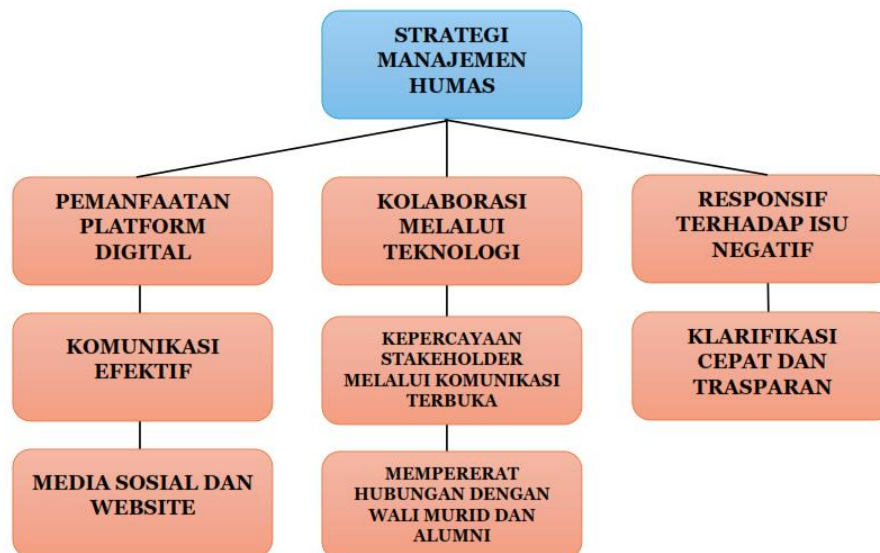 STRATEGI
MANAJEMEN
HUMAS
PEMANFAATAN
PLATFORM
DIGITAL
KOLABORASI
MELALUI
TEKNOLOGI
RESPONSIF
TERHADAP ISU
NEGATIF
KOMUNIKASI
EFEKTIF
KEPERCAYAAN
STAKEHOLDER
MELALUI KOMUNIKASI
TERBUKA
KLARIFIKASI
CEPAT DAN
TRASPARAN
MEDIA SOSIAL DAN
WEBSITE
MEMPERERAT
HUBUNGAN DENGAN
WALI MURID DAN
ALUMNI